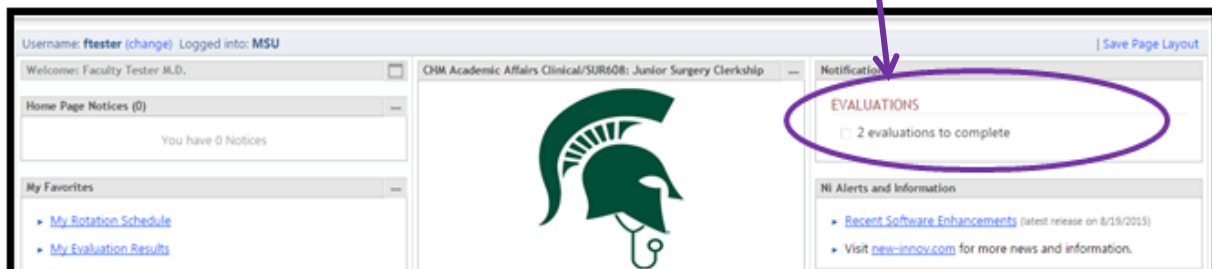 Username: ftester (change) Logged into: MSU
| Save Page Layout
Welcome: Faculty Tester M.D.
Home Page Notices (0)
You have 0 Notices
My Favorites
My Rotation Schedule
My Evaluation Results
CHM Academic Affairs Clinical/SUR608: Junior Surgery Clerkship
Notification
EVALUATIONS
2 evaluations to complete
Ni Alerts and Information
Recent Software Enhancements (latest release on 8/19/2015)
Visit new-innov.com for more news and information.